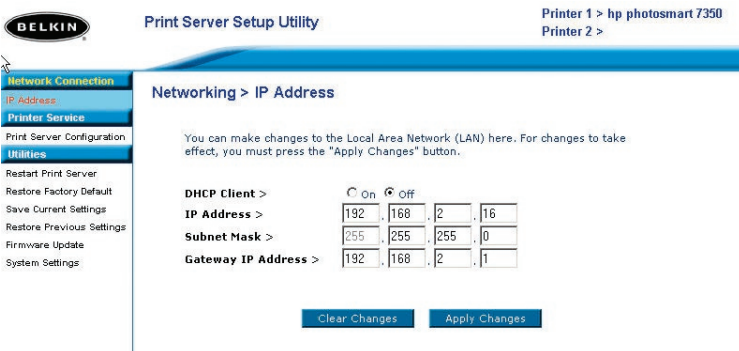 BELKIN
Print Server Setup Utility
Printer 1 > hp photosmart 7350
Printer 2 >
Network Connection
IP Address
Printer Service
Print Server Configuration
Utilities
Restart Print Server
Restore Factory Default
Save Current Settings
Restore Previous Settings
Firmware Update
System Settings
Networking > IP Address
You can make changes to the Local Area Network (LAN) here. For changes to take
effect, you must press the "Apply Changes" button.
DHCP Client > On Off
IP Address > 192 . 168 . 2 . 16
Subnet Mask > 255 . 255 . 255 . 0
Gateway IP Address > 192 . 168 . 2 . 1
Clear Changes Apply Changes